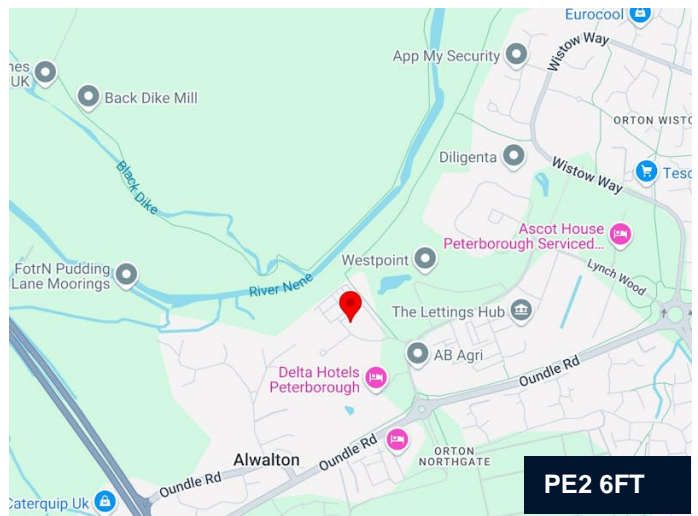 Eurocool
Wistow Way
App My Security
nes
UK
Back Dike Mill
ORTON WISTO
Diligenta
Wistow Way
Tesc
Black Dike
Ascot House
Peterborough Serviced...
Westpoint
FotrN Pudding
Lane Moorings
River Nene
Lynch Wood
The Lettings Hub
AB Agri
Delta Hotels
Peterborough
Oundle Rd
Oundle Rd
ORTON
NORTHGATE
Alwalton
Oundle Rd
PE2 6FT
Caterquip Uk